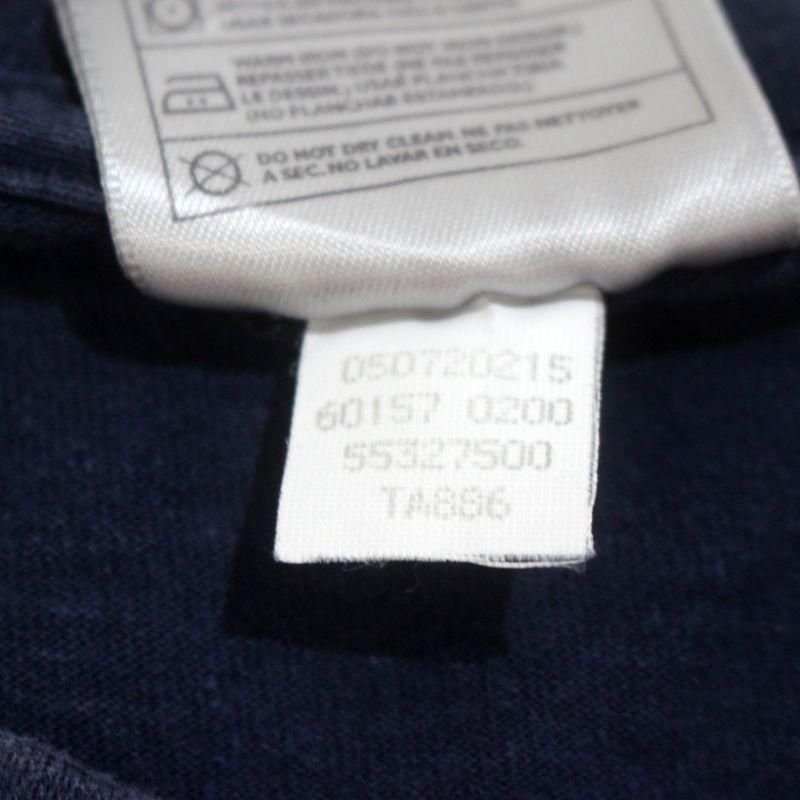 WARM IRON (DO NOT IRON DESIGN.)
REPASSER TIÈDE (NE PAS REPASSER
LE DESSIN.) USAR PLANCHA TIBIA
(NO PLANCHAR ESTAMPADO.)
DO NOT DRY CLEAN. NE PAS NETTOYER
A SEC. NO LAVAR EN SECO.
050720215
60157 0200
55327500
TA886